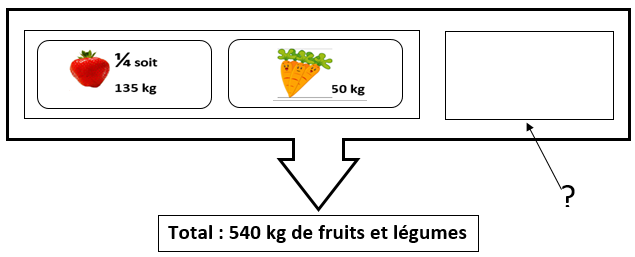 ¼ soit
135 kg
50 kg
?
Total : 540 kg de fruits et légumes